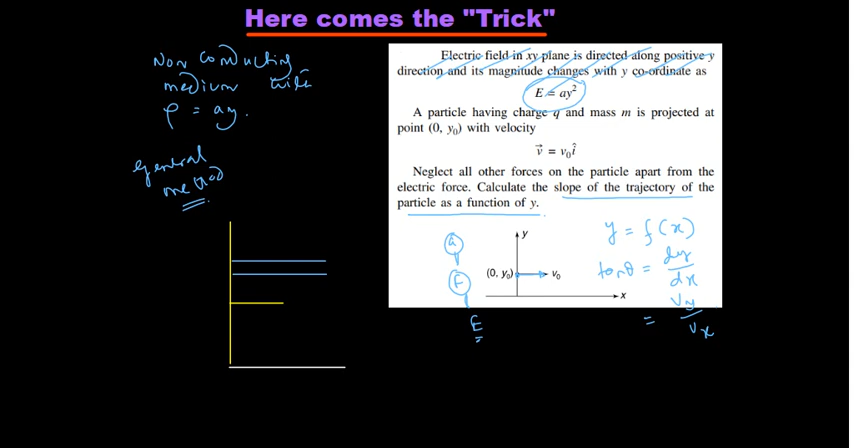 Here comes the "Trick"
Non conducting
medium with
ρ = ay.
general
method
Electric field in xy plane is directed along positive y
direction and its magnitude changes with y co-ordinate as
E = ay²
A particle having charge q and mass m is projected at
point (0, y₀) with velocity
v⃗ = v₀î
Neglect all other forces on the particle apart from the
electric force. Calculate the slope of the trajectory of the
particle as a function of y.
y
(0, y₀)
v₀
x
F
E
y = f(x)
tanθ = dy/dx
= vy/vx